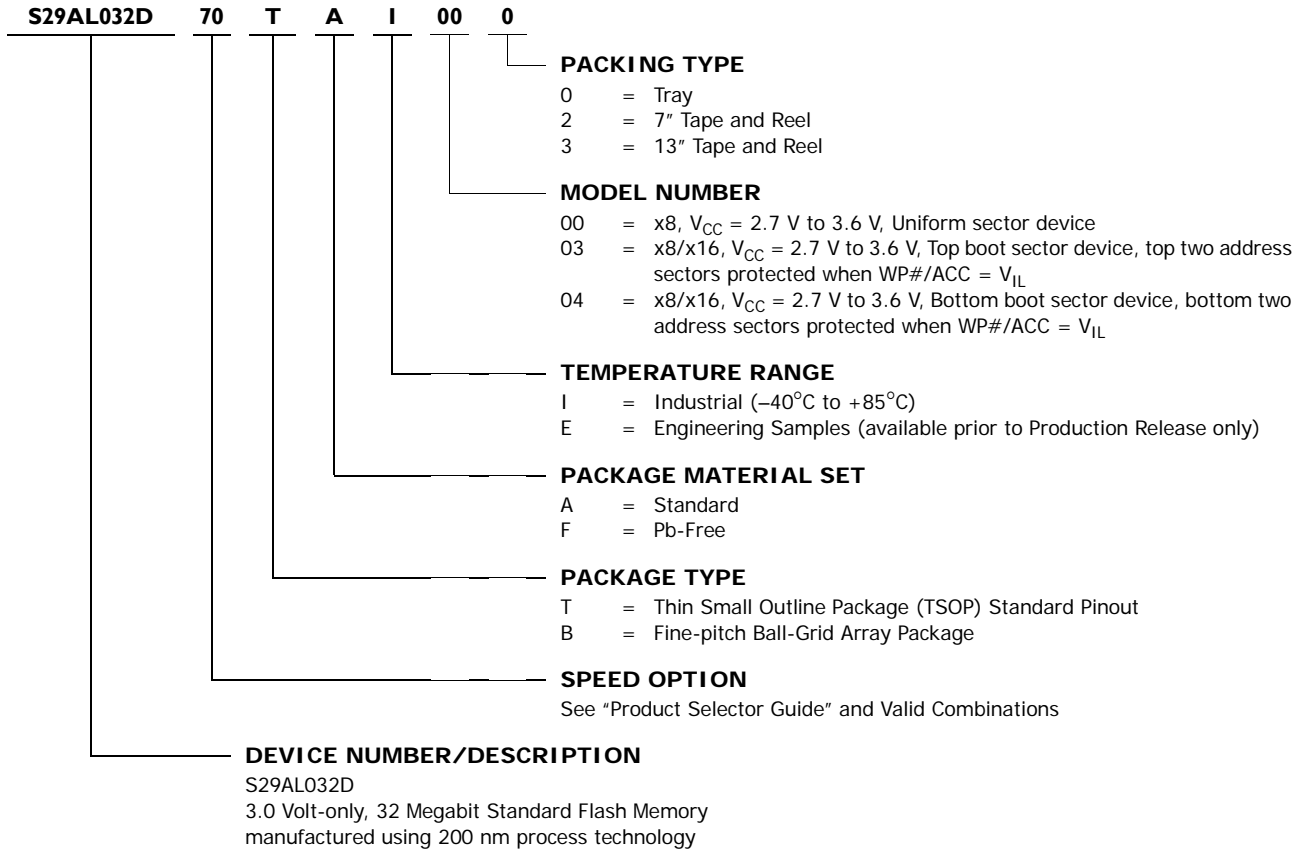 S29AL032D 70 T A I 00 0
PACKING TYPE
0 = Tray
2 = 7″ Tape and Reel
3 = 13″ Tape and Reel
MODEL NUMBER
00 = x8, VCC = 2.7 V to 3.6 V, Uniform sector device
03 = x8/x16, VCC = 2.7 V to 3.6 V, Top boot sector device, top two address
sectors protected when WP#/ACC = VIL
04 = x8/x16, VCC = 2.7 V to 3.6 V, Bottom boot sector device, bottom two
address sectors protected when WP#/ACC = VIL
TEMPERATURE RANGE
I = Industrial (–40°C to +85°C)
E = Engineering Samples (available prior to Production Release only)
PACKAGE MATERIAL SET
A = Standard
F = Pb-Free
PACKAGE TYPE
T = Thin Small Outline Package (TSOP) Standard Pinout
B = Fine-pitch Ball-Grid Array Package
SPEED OPTION
See “Product Selector Guide” and Valid Combinations
DEVICE NUMBER/DESCRIPTION
S29AL032D
3.0 Volt-only, 32 Megabit Standard Flash Memory
manufactured using 200 nm process technology